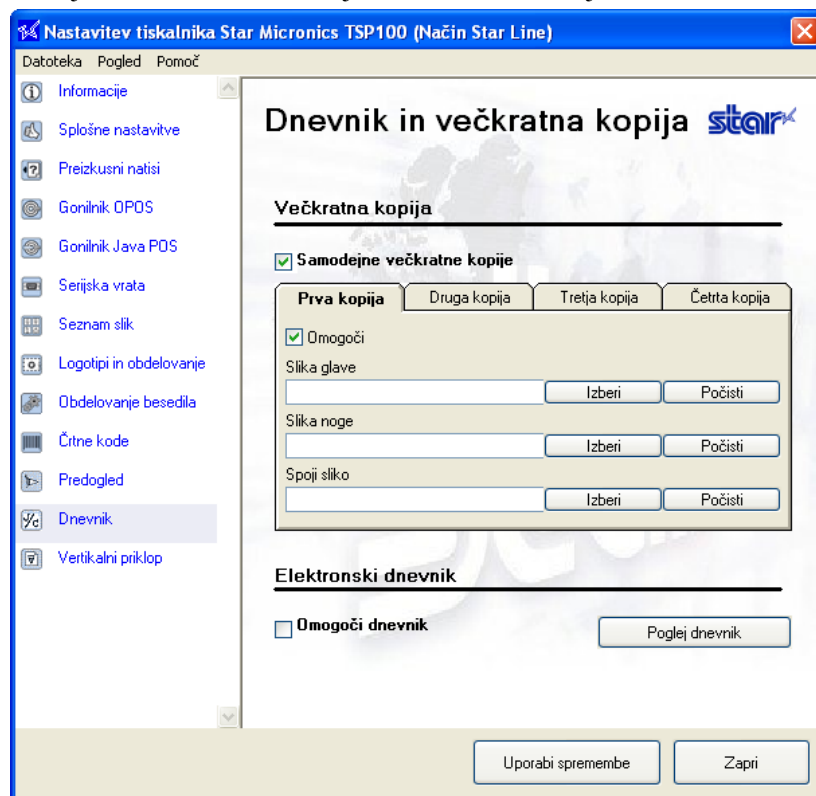 Nastavitev tiskalnika Star Micronics TSP100 (Način Star Line)
Datoteka Pogled Pomoč
Informacije
Splošne nastavitve
Preizkusni natisi
Gonilnik OPOS
Gonilnik Java POS
Serijska vrata
Seznam slik
Logotipi in obdelovanje
Obdelovanje besedila
Črtne kode
Predogled
Dnevnik
Vertikalni priklop
Dnevnik in večkratna kopija star
Večkratna kopija
Samodejne večkratne kopije
Prva kopija Druga kopija Tretja kopija Četrta kopija
Omogoči
Slika glave
Izberi Počisti
Slika noge
Izberi Počisti
Spoji sliko
Izberi Počisti
Elektronski dnevnik
Omogoči dnevnik Poglej dnevnik
Uporabi spremembe Zapri